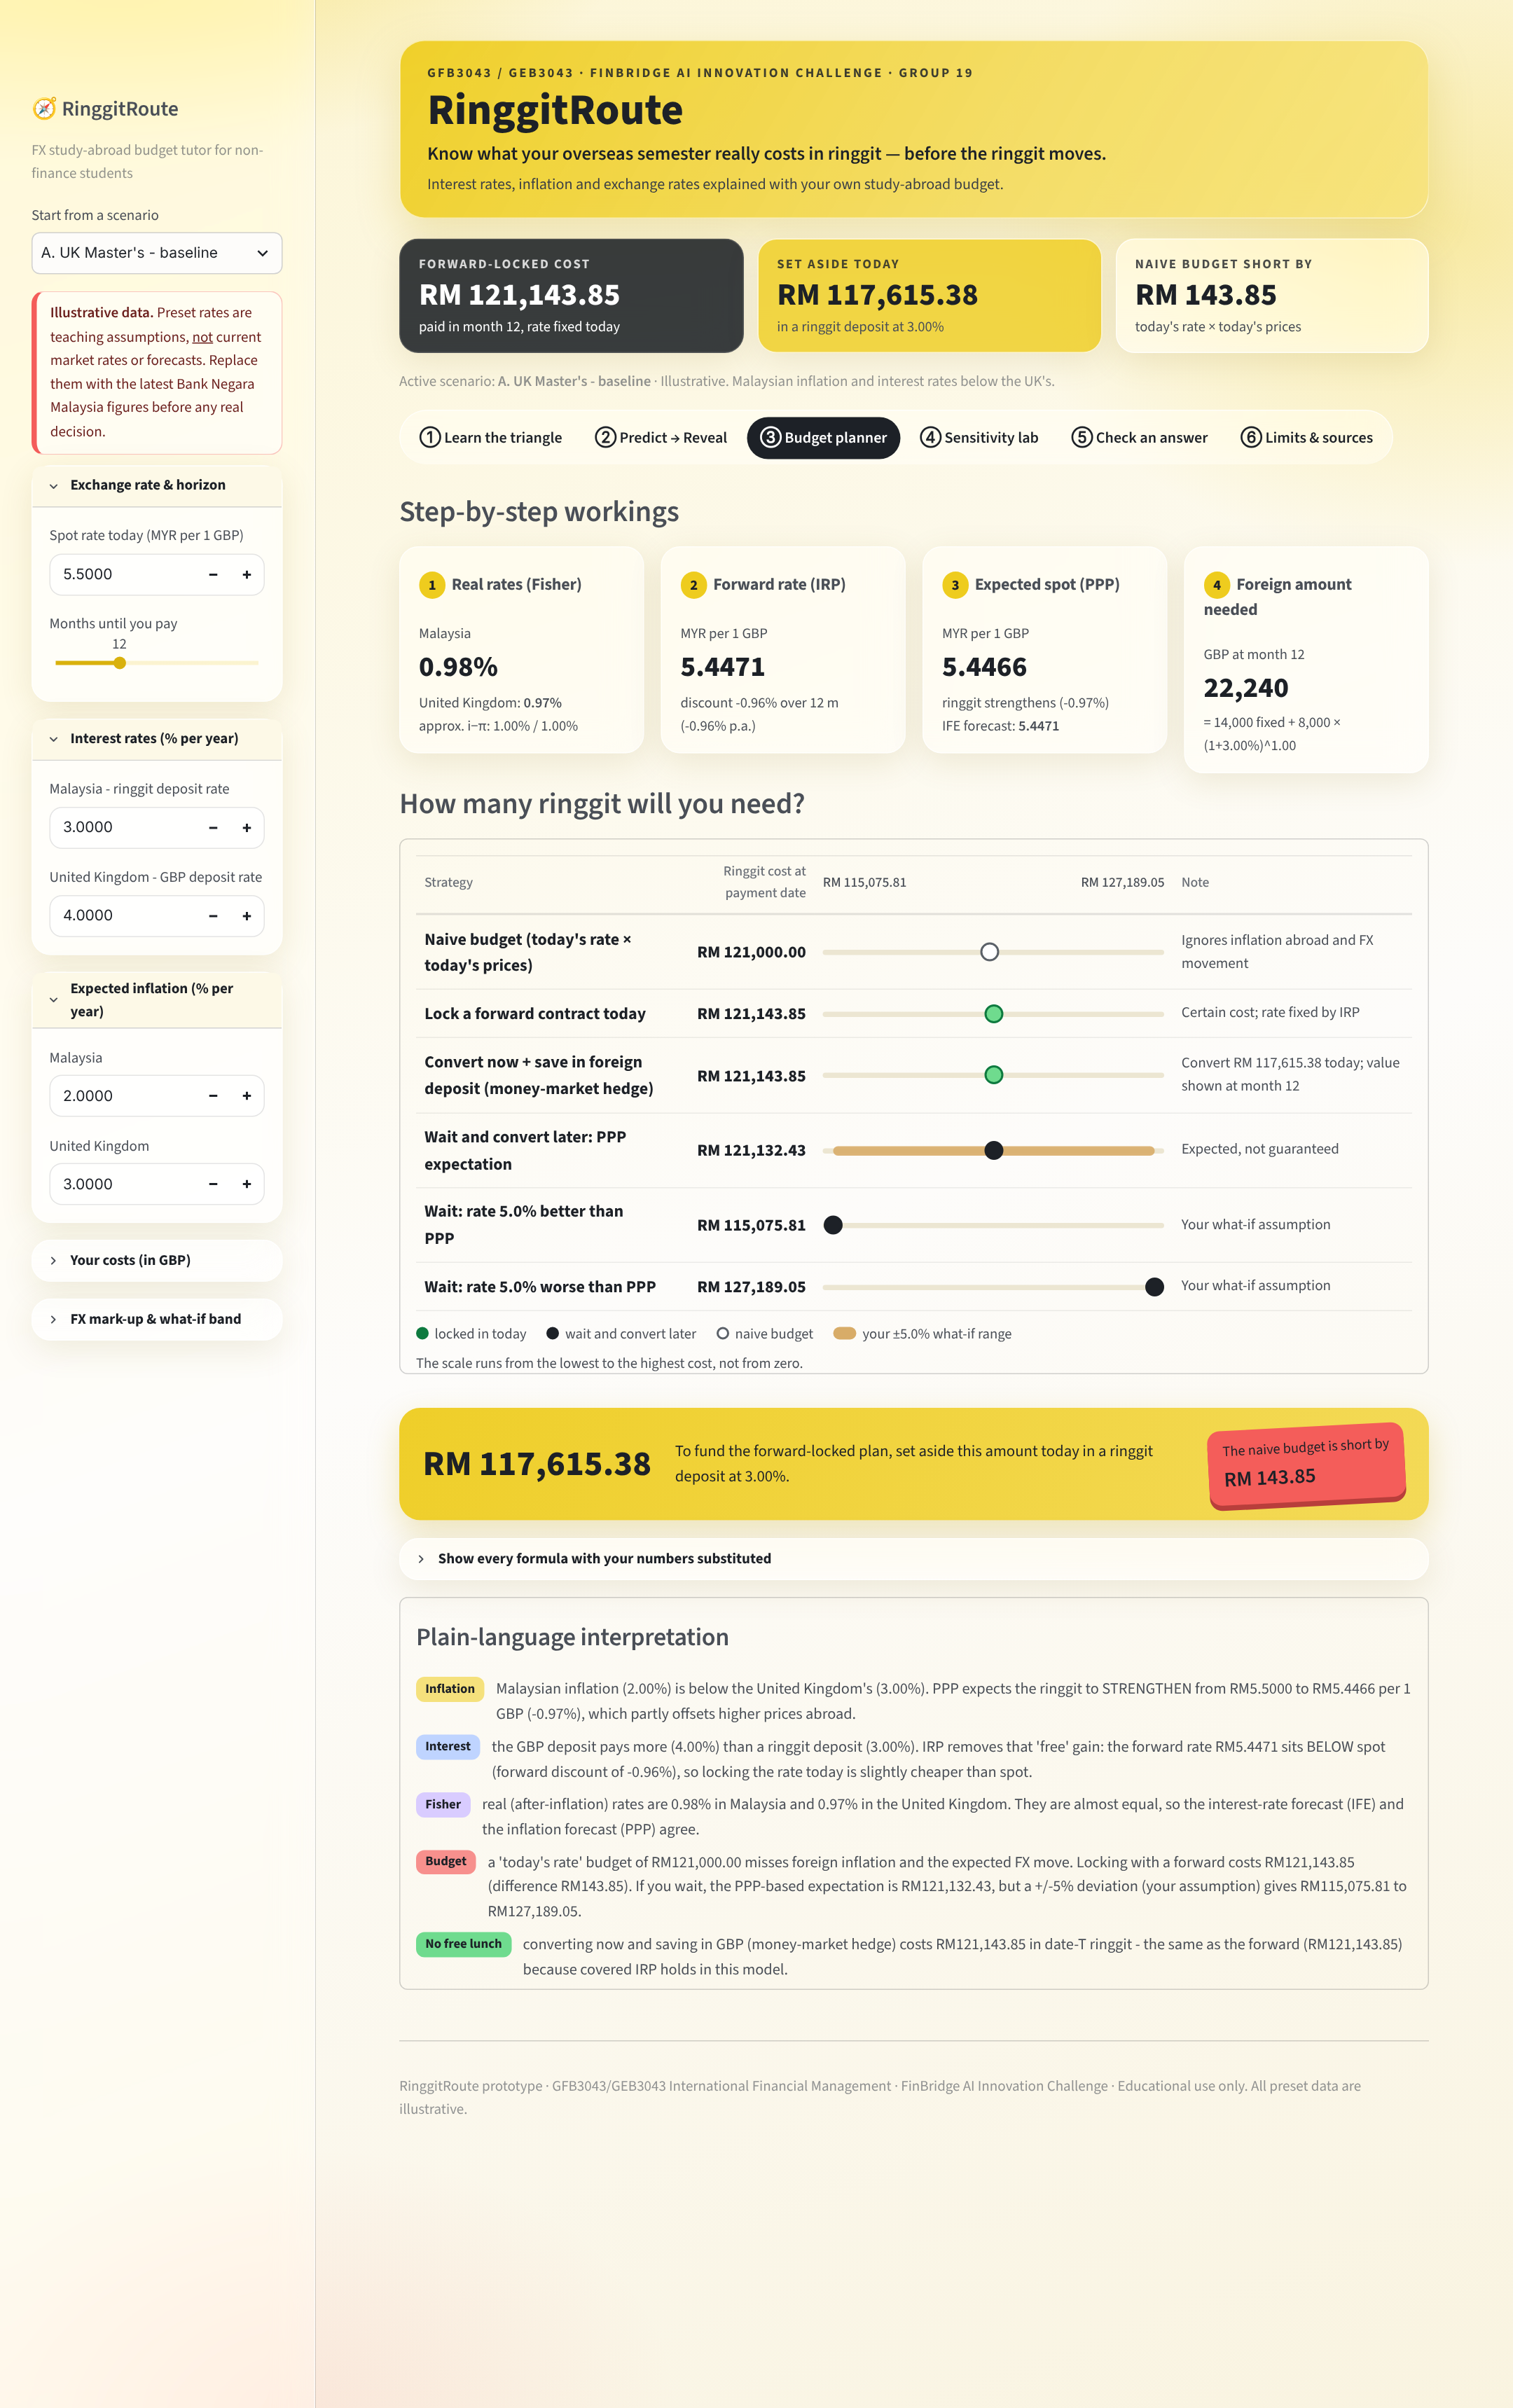 🧭 RinggitRoute
FX study-abroad budget tutor for non-
finance students
Start from a scenario
A. UK Master's - baseline
Illustrative data. Preset rates are
teaching assumptions, not current
market rates or forecasts. Replace
them with the latest Bank Negara
Malaysia figures before any real
decision.
Exchange rate & horizon
Spot rate today (MYR per 1 GBP)
5.5000 − +
Months until you pay
12
Interest rates (% per year)
Malaysia - ringgit deposit rate
3.0000 − +
United Kingdom - GBP deposit rate
4.0000 − +
Expected inflation (% per
year)
Malaysia
2.0000 − +
United Kingdom
3.0000 − +
Your costs (in GBP)
FX mark-up & what-if band
GFB3043 / GEB3043 · FINBRIDGE AI INNOVATION CHALLENGE · GROUP 19
RinggitRoute
Know what your overseas semester really costs in ringgit — before the ringgit moves.
Interest rates, inflation and exchange rates explained with your own study-abroad budget.
FORWARD-LOCKED COST
RM 121,143.85
paid in month 12, rate fixed today
SET ASIDE TODAY
RM 117,615.38
in a ringgit deposit at 3.00%
NAIVE BUDGET SHORT BY
RM 143.85
today's rate × today's prices
Active scenario: A. UK Master's - baseline · Illustrative. Malaysian inflation and interest rates below the UK's.
① Learn the triangle ② Predict → Reveal ③ Budget planner ④ Sensitivity lab ⑤ Check an answer ⑥ Limits & sources
Step-by-step workings
1 Real rates (Fisher)
Malaysia
0.98%
United Kingdom: 0.97%
approx. i−π: 1.00% / 1.00%
2 Forward rate (IRP)
MYR per 1 GBP
5.4471
discount -0.96% over 12 m
(-0.96% p.a.)
3 Expected spot (PPP)
MYR per 1 GBP
5.4466
ringgit strengthens (-0.97%)
IFE forecast: 5.4471
4 Foreign amount
needed
GBP at month 12
22,240
= 14,000 fixed + 8,000 ×
(1+3.00%)^1.00
How many ringgit will you need?
Strategy
Ringgit cost at
payment date
RM 115,075.81 RM 127,189.05 Note
Naive budget (today's rate ×
today's prices)
RM 121,000.00
Ignores inflation abroad and FX
movement
Lock a forward contract today RM 121,143.85 Certain cost; rate fixed by IRP
Convert now + save in foreign
deposit (money-market hedge)
RM 121,143.85
Convert RM 117,615.38 today; value
shown at month 12
Wait and convert later: PPP
expectation
RM 121,132.43
Expected, not guaranteed
Wait: rate 5.0% better than
PPP
RM 115,075.81
Your what-if assumption
Wait: rate 5.0% worse than PPP RM 127,189.05 Your what-if assumption
locked in today wait and convert later naive budget your ±5.0% what-if range
The scale runs from the lowest to the highest cost, not from zero.
RM 117,615.38
To fund the forward-locked plan, set aside this amount today in a ringgit
deposit at 3.00%.
The naive budget is short by
RM 143.85
Show every formula with your numbers substituted
Plain-language interpretation
Inflation Malaysian inflation (2.00%) is below the United Kingdom's (3.00%). PPP expects the ringgit to STRENGTHEN from RM5.5000 to RM5.4466 per 1
GBP (-0.97%), which partly offsets higher prices abroad.
Interest the GBP deposit pays more (4.00%) than a ringgit deposit (3.00%). IRP removes that 'free' gain: the forward rate RM5.4471 sits BELOW spot
(forward discount of -0.96%), so locking the rate today is slightly cheaper than spot.
Fisher real (after-inflation) rates are 0.98% in Malaysia and 0.97% in the United Kingdom. They are almost equal, so the interest-rate forecast (IFE) and
the inflation forecast (PPP) agree.
Budget a 'today's rate' budget of RM121,000.00 misses foreign inflation and the expected FX move. Locking with a forward costs RM121,143.85
(difference RM143.85). If you wait, the PPP-based expectation is RM121,132.43, but a +/-5% deviation (your assumption) gives RM115,075.81 to
RM127,189.05.
No free lunch converting now and saving in GBP (money-market hedge) costs RM121,143.85 in date-T ringgit - the same as the forward (RM121,143.85)
because covered IRP holds in this model.
RinggitRoute prototype · GFB3043/GEB3043 International Financial Management · FinBridge AI Innovation Challenge · Educational use only. All preset data are
illustrative.